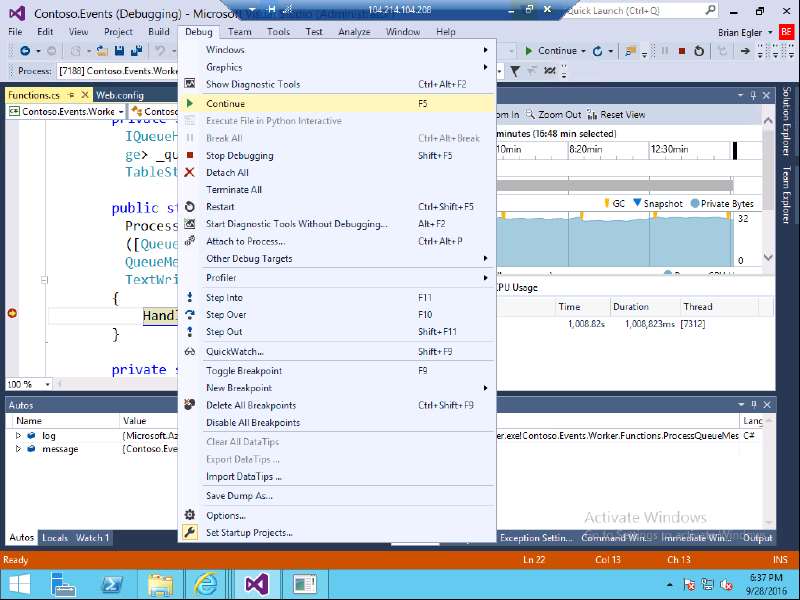 Contoso.Events (Debugging) - Microsoft Visual Studio (Administrator)
104.214.104.208
Quick Launch (Ctrl+Q)
File Edit View Project Build Debug Team Tools Test Analyze Window Help
Brian Egler BE
Continue
Process: [7188] Contoso.Events.Worke
Functions.cs Web.config
Contoso.Events.Worke Contoso
IQueueH
ge> _qu
TableSt
public st
Process
([Queue
QueueMe
TextWri
{
Handl
}
private s
100 %
Windows
Graphics
Show Diagnostic Tools Ctrl+Alt+F2
Continue F5
Execute File in Python Interactive
Break All Ctrl+Alt+Break
Stop Debugging Shift+F5
Detach All
Terminate All
Restart Ctrl+Shift+F5
Start Diagnostic Tools Without Debugging... Alt+F2
Attach to Process... Ctrl+Alt+P
Other Debug Targets
Profiler
Step Into F11
Step Over F10
Step Out Shift+F11
QuickWatch... Shift+F9
Toggle Breakpoint F9
New Breakpoint
Delete All Breakpoints Ctrl+Shift+F9
Disable All Breakpoints
Clear All DataTips
Export DataTips ...
Import DataTips ...
Save Dump As...
Options...
Set Startup Projects...
om In Zoom Out Reset View
minutes (16:48 min selected)
10min 8:20min 12:30min
GC Snapshot Private Bytes
32
0
CPU Usage
Time Duration Thread
1,008.82s 1,008,823ms [7312]
Solution Explorer
Team Explorer
Autos
Name Value
log {Microsoft.Az
message {Contoso.Eve
Lang
er.exe!Contoso.Events.Worker.Functions.ProcessQueueMes C#
Activate Windows
Autos Locals Watch 1
Exception Settin... Command Win... Immediate Win... Output
Ready Ln 22 Col 13 Ch 13 INS
6:37 PM
9/28/2016